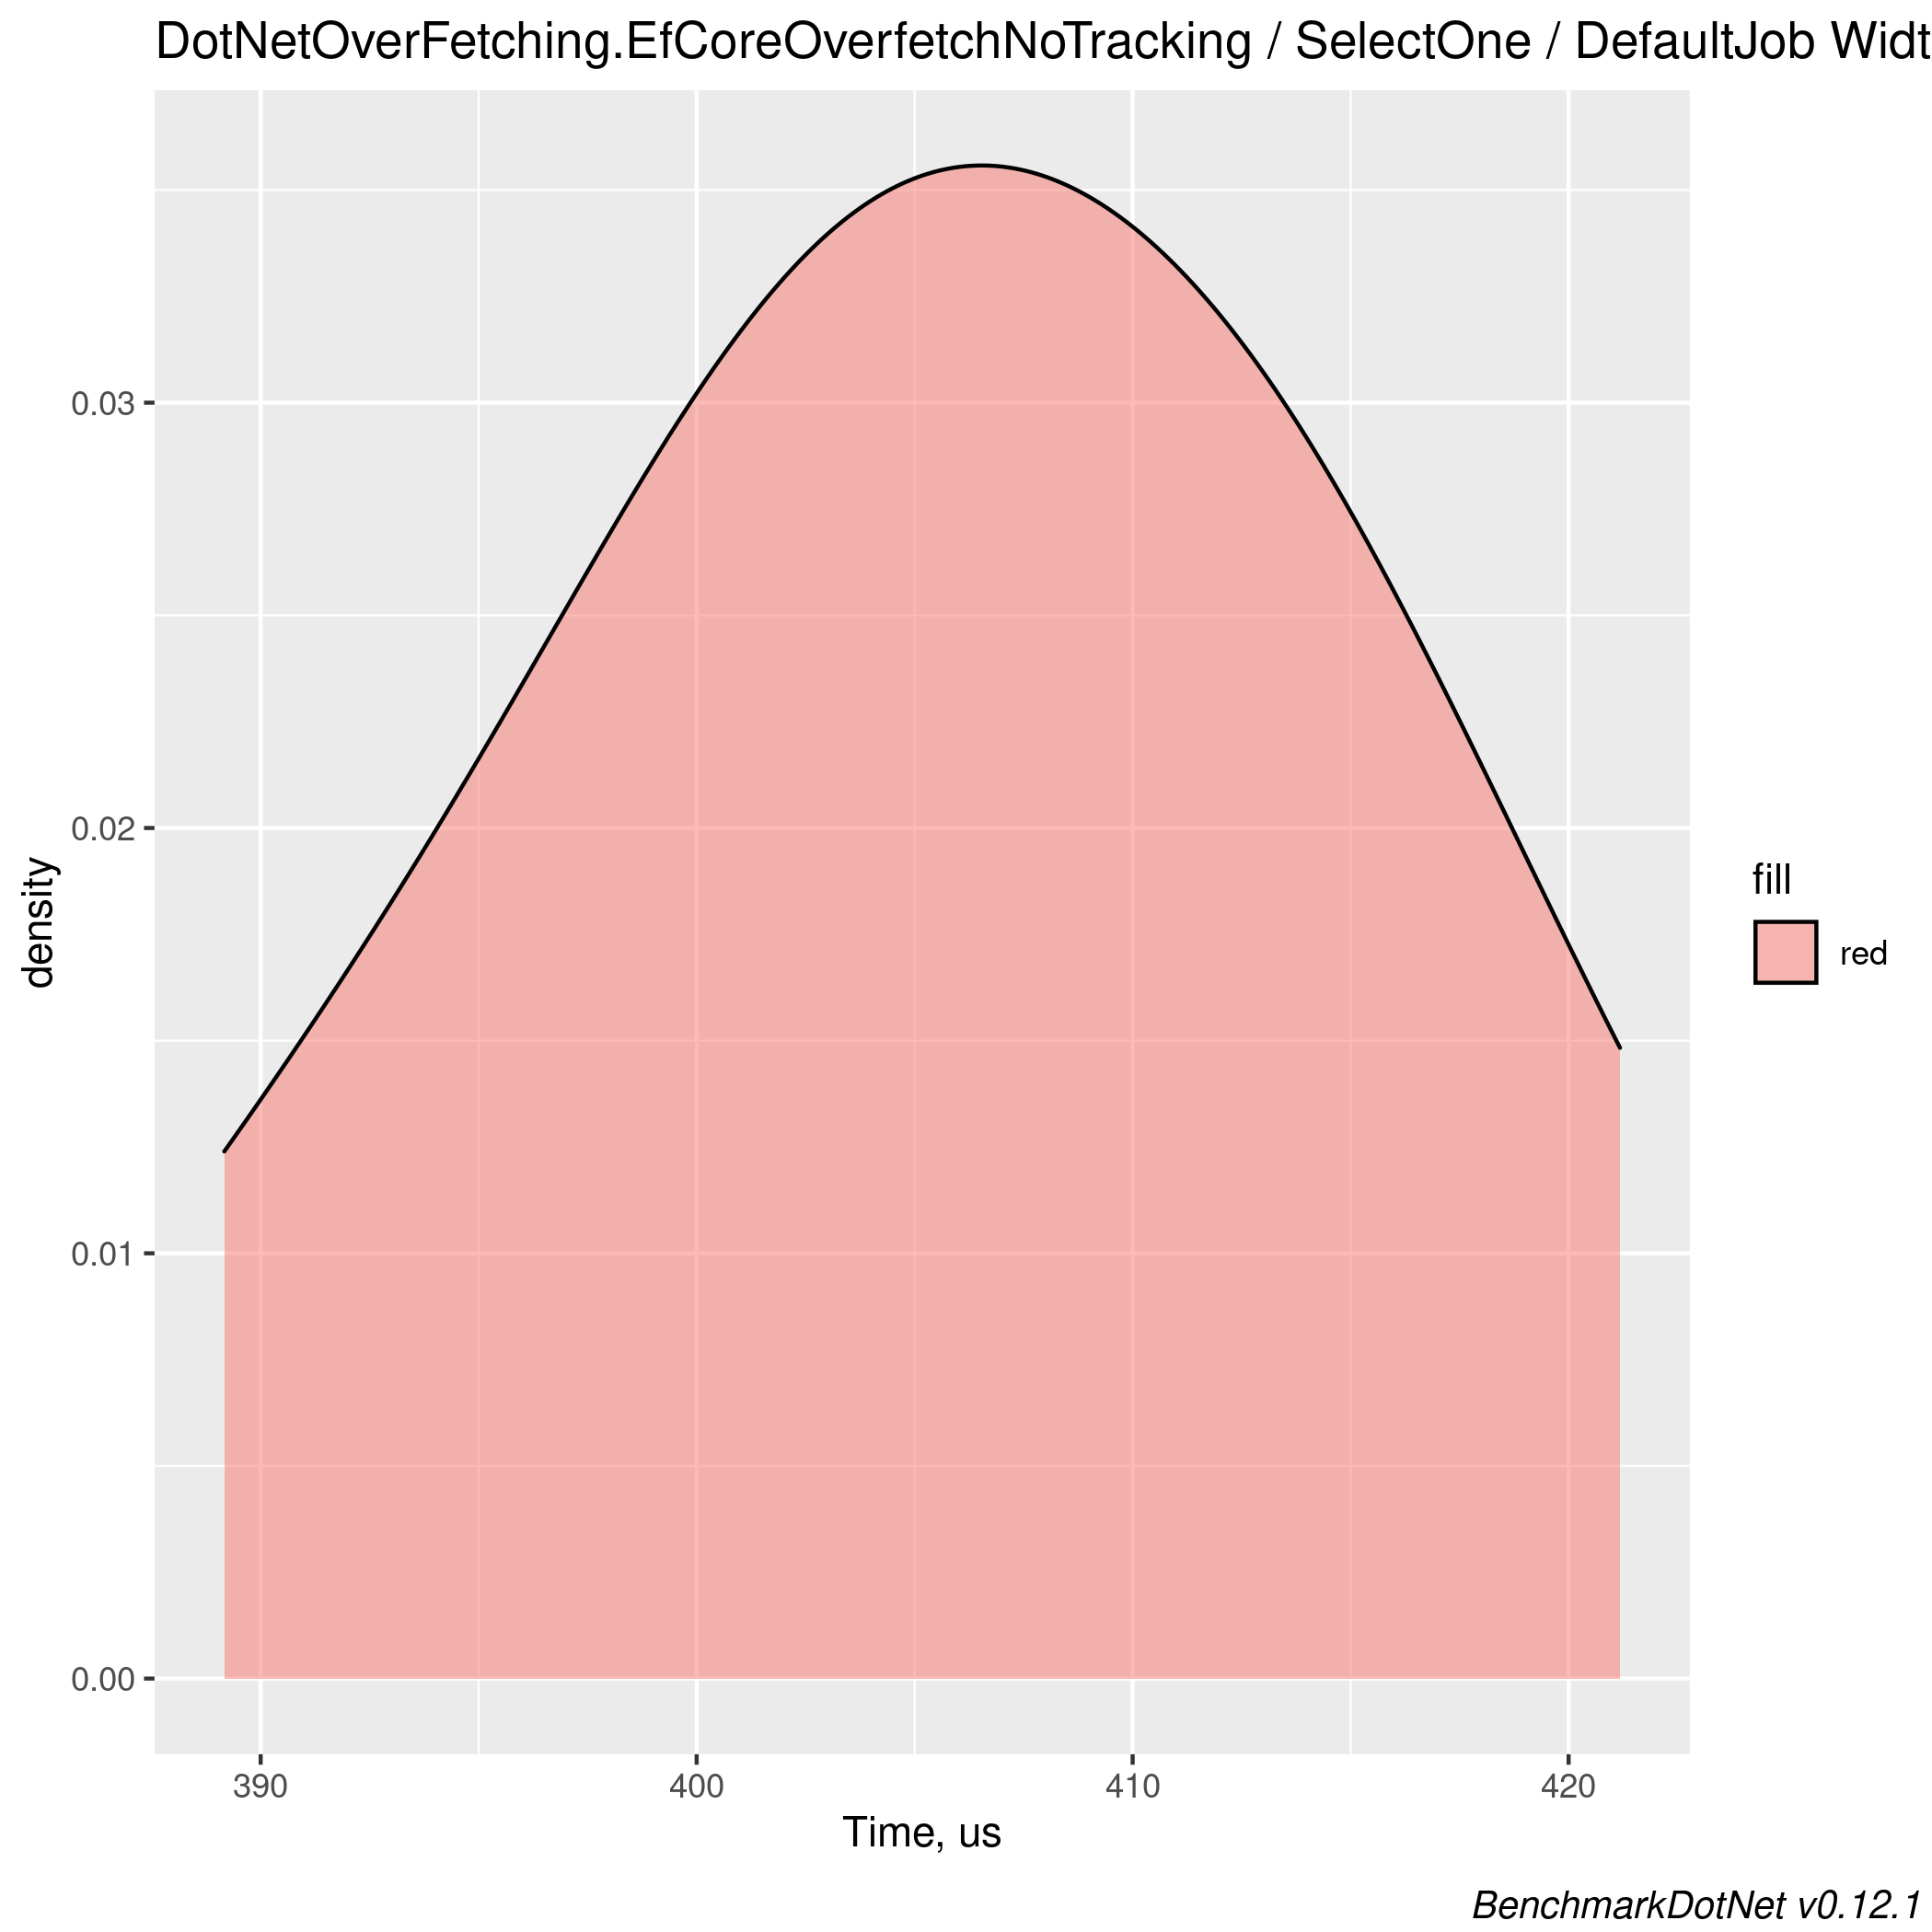 DotNetOverFetching.EfCoreOverfetchNoTracking / SelectOne / DefaultJob Widt
0.03
0.02
0.01
0.00
density
390 400 410 420
Time, us
fill
red
BenchmarkDotNet v0.12.1